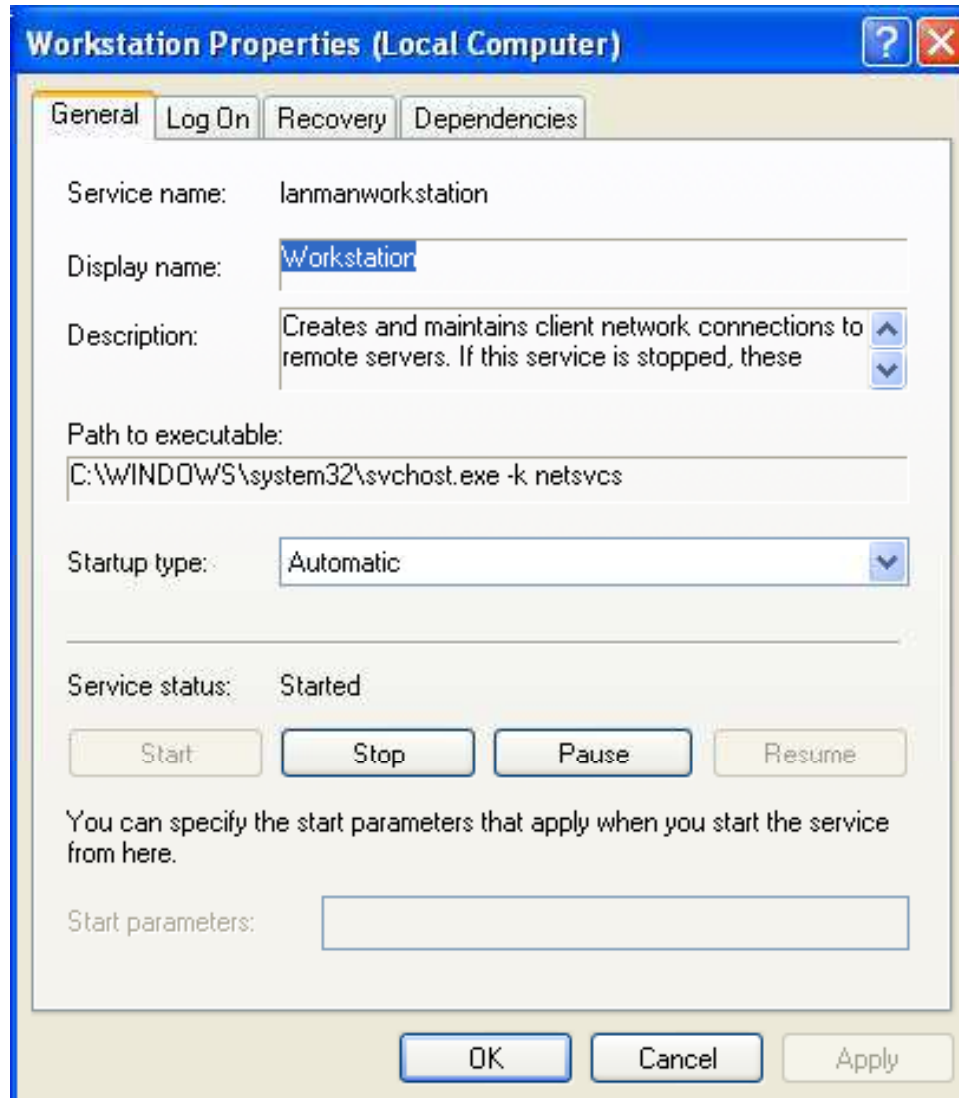 Workstation Properties (Local Computer)
General Log On Recovery Dependencies
Service name: lanmanworkstation
Display name: Workstation
Description: Creates and maintains client network connections to
remote servers. If this service is stopped, these
Path to executable:
C:\WINDOWS\system32\svchost.exe -k netsvcs
Startup type: Automatic
Service status: Started
Start Stop Pause Resume
You can specify the start parameters that apply when you start the service
from here.
Start parameters:
OK Cancel Apply